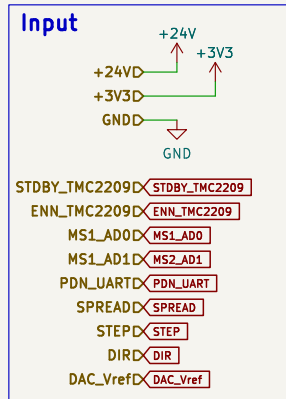 Input
+24V
+3V3
+24V
+3V3
GND
GND
STDBY_TMC2209 STDBY_TMC2209
ENN_TMC2209 ENN_TMC2209
MS1_AD0 MS1_AD0
MS1_AD1 MS2_AD1
PDN_UART PDN_UART
SPREAD SPREAD
STEP STEP
DIR DIR
DAC_Vref DAC_Vref